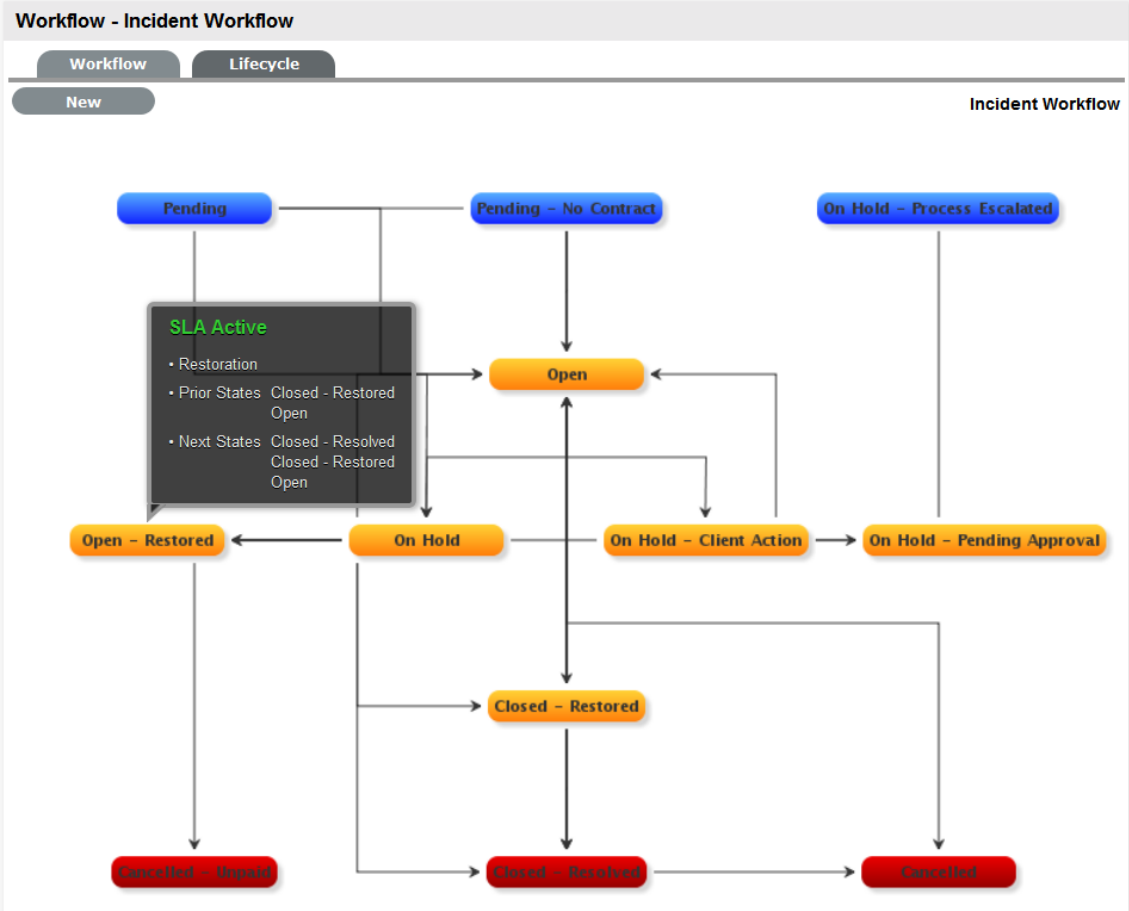 Workflow - Incident Workflow
Workflow Lifecycle
New Incident Workflow
Pending Pending - No Contract On Hold - Process Escalated
SLA Active
• Restoration
• Prior States Closed - Restored
Open
• Next States Closed - Resolved
Closed - Restored
Open
Open
Open - Restored On Hold On Hold - Client Action On Hold - Pending Approval
Closed - Restored
Cancelled - Unpaid Closed - Resolved Cancelled